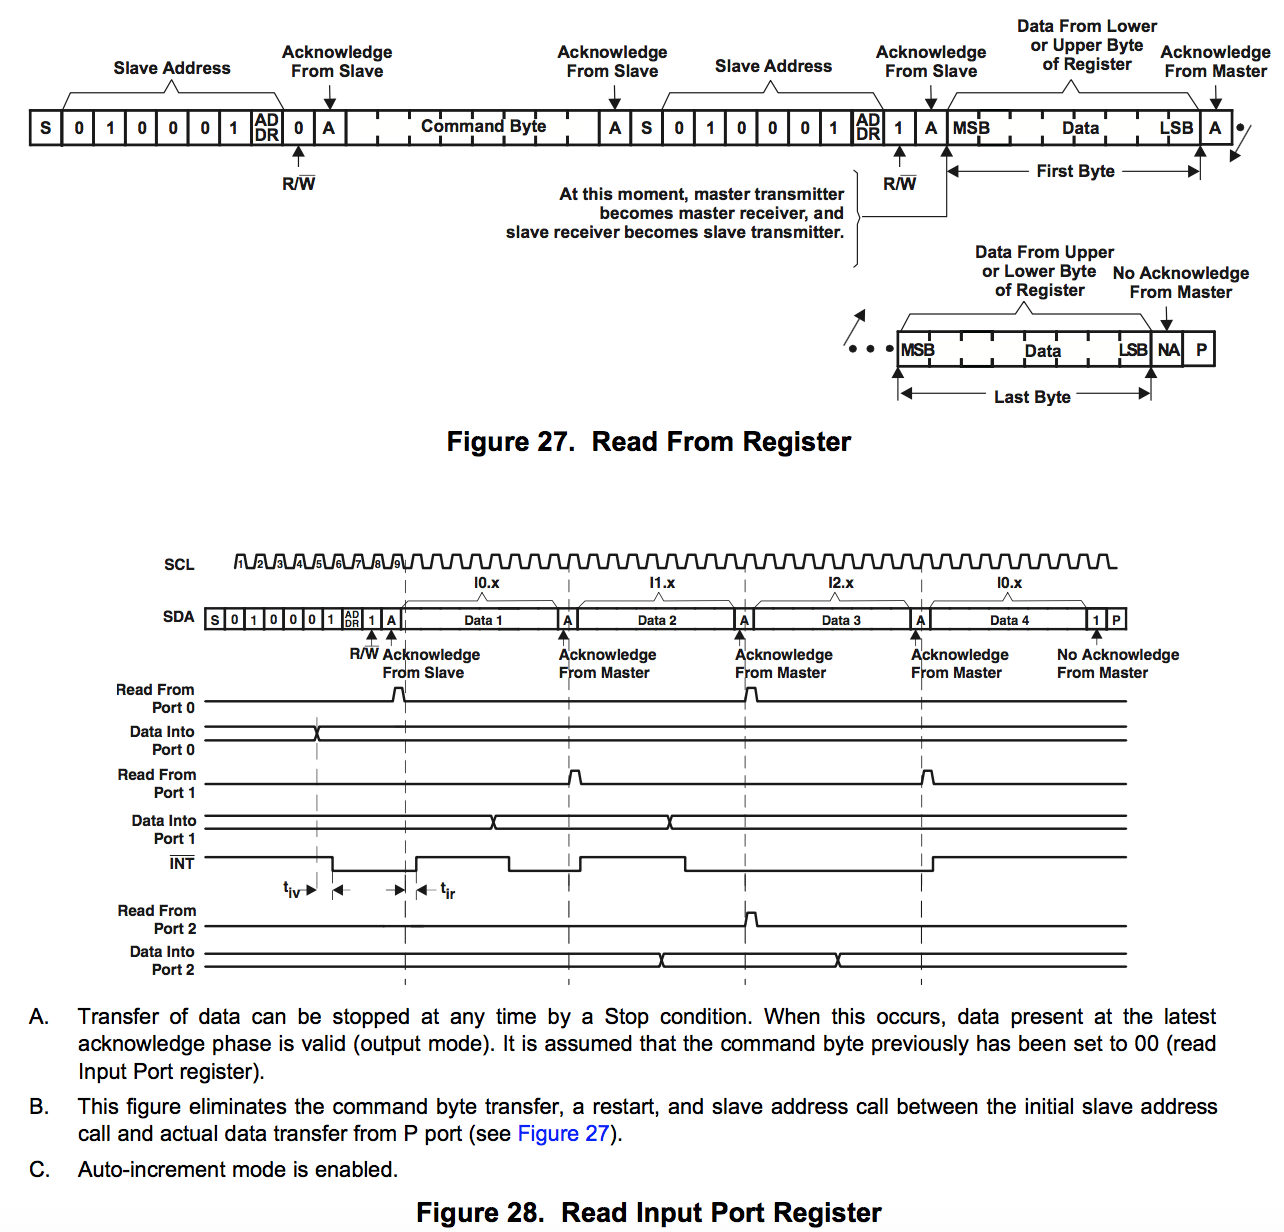 Slave Address
Acknowledge
From Slave
Acknowledge
From Slave
Slave Address
Acknowledge
From Slave
Data From Lower
or Upper Byte
of Register
Acknowledge
From Master
S 0 1 0 0 0 1 AD DR 0 A Command Byte A S 0 1 0 0 0 1 AD DR 1 A MSB Data LSB A
R/W̅
R/W̅
First Byte
At this moment, master transmitter
becomes master receiver, and
slave receiver becomes slave transmitter.
Data From Upper
or Lower Byte
of Register
No Acknowledge
From Master
MSB Data LSB NA P
Last Byte
Figure 27. Read From Register
SCL 1 2 3 4 5 6 7 8 9
I0.x I1.x I2.x I0.x
SDA S 0 1 0 0 0 1 AD DR 1 A Data 1 A Data 2 A Data 3 A Data 4 1 P
R/W̅
Acknowledge
From Slave
Acknowledge
From Master
Acknowledge
From Master
Acknowledge
From Master
No Acknowledge
From Master
Read From
Port 0
Data Into
Port 0
Read From
Port 1
Data Into
Port 1
I̅N̅T̅
tiv tir
Read From
Port 2
Data Into
Port 2
A. Transfer of data can be stopped at any time by a Stop condition. When this occurs, data present at the latest
acknowledge phase is valid (output mode). It is assumed that the command byte previously has been set to 00 (read
Input Port register).
B. This figure eliminates the command byte transfer, a restart, and slave address call between the initial slave address
call and actual data transfer from P port (see Figure 27).
C. Auto-increment mode is enabled.
Figure 28. Read Input Port Register